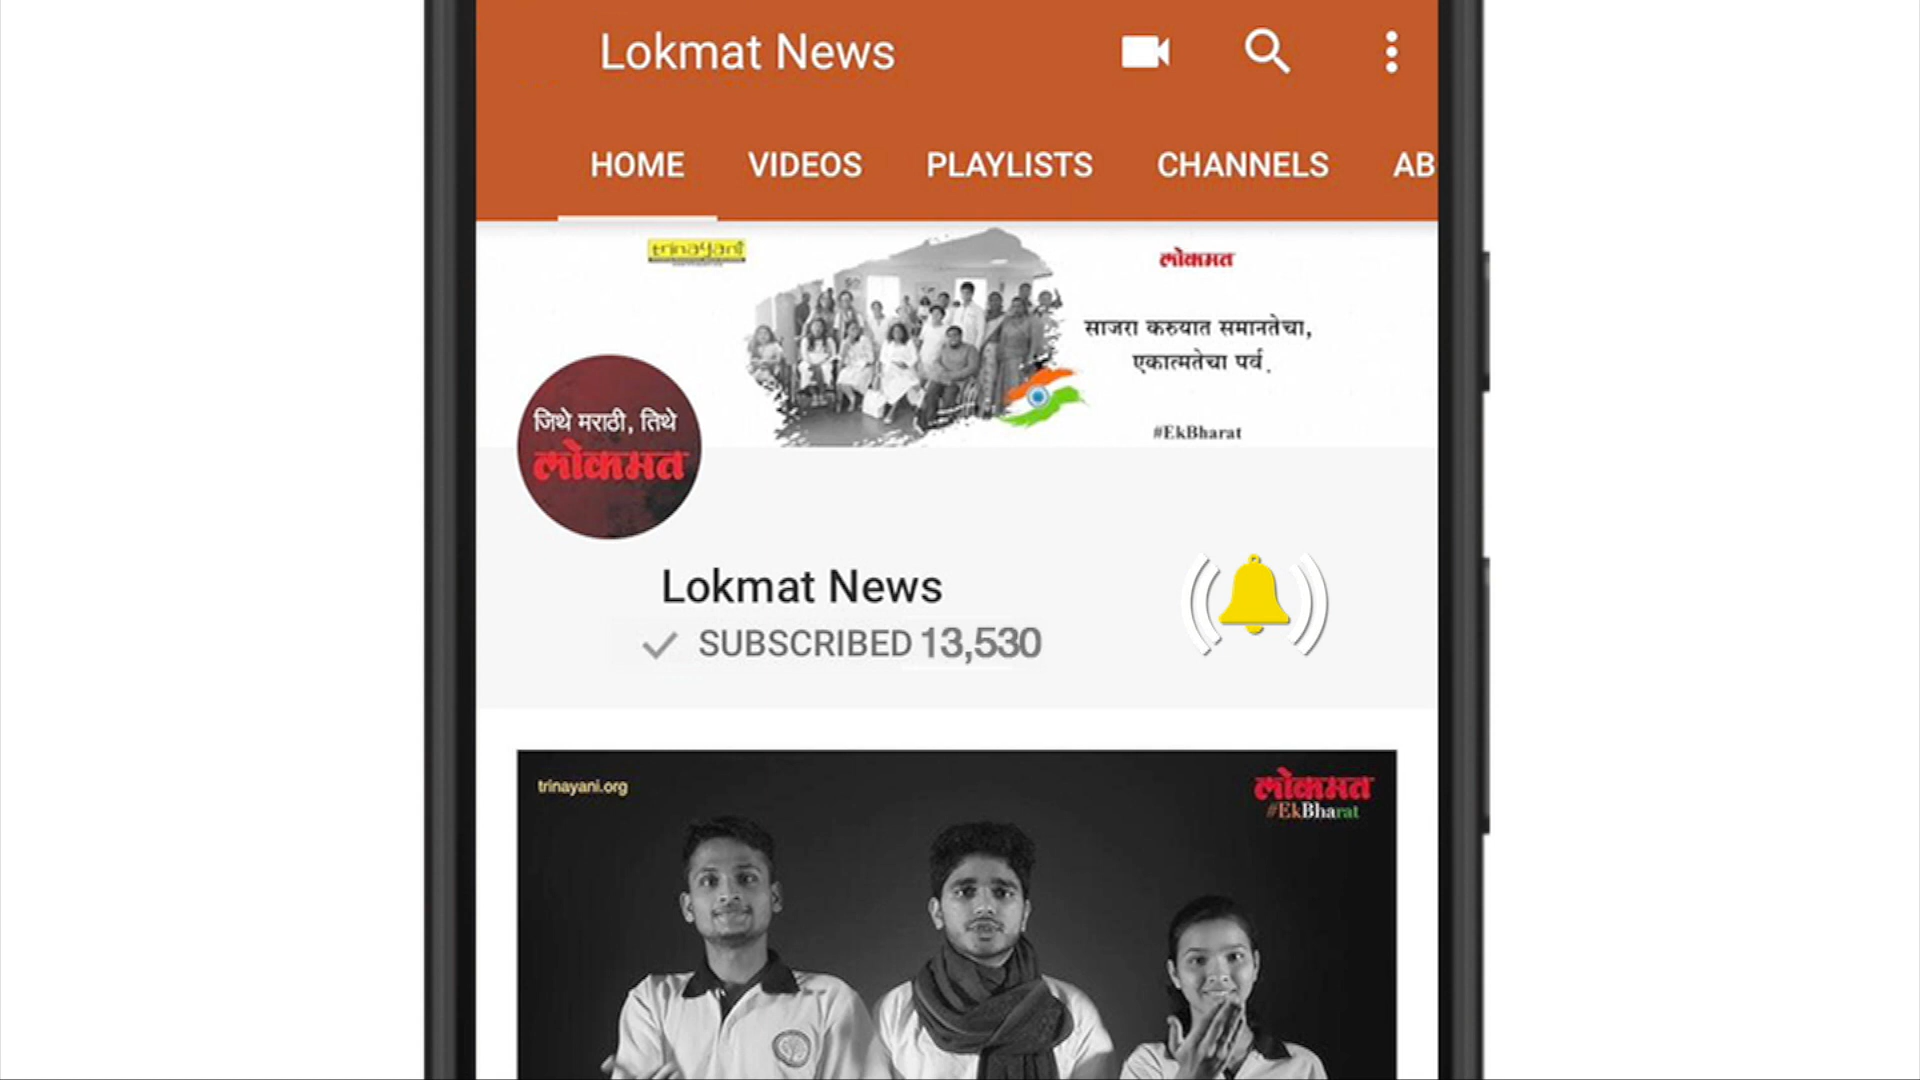 Lokmat News
HOME VIDEOS PLAYLISTS CHANNELS AB
trinayani
लोकमत
साजरा करुयात समानतेचा,
एकात्मतेचा पर्व.
#EkBharat
जिथे मराठी, तिथे
लोकमत
Lokmat News
SUBSCRIBED 13,530
trinayani.org
लोकमत
#EkBharat